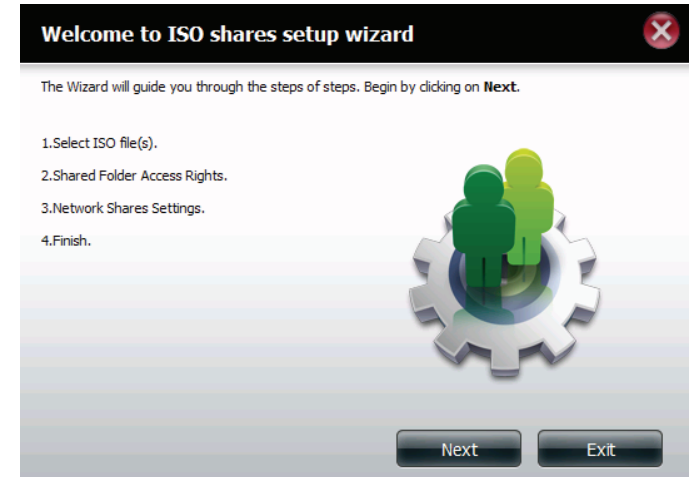 Welcome to ISO shares setup wizard
The Wizard will guide you through the steps of steps. Begin by clicking on Next.
1.Select ISO file(s).
2.Shared Folder Access Rights.
3.Network Shares Settings.
4.Finish.
Next
Exit